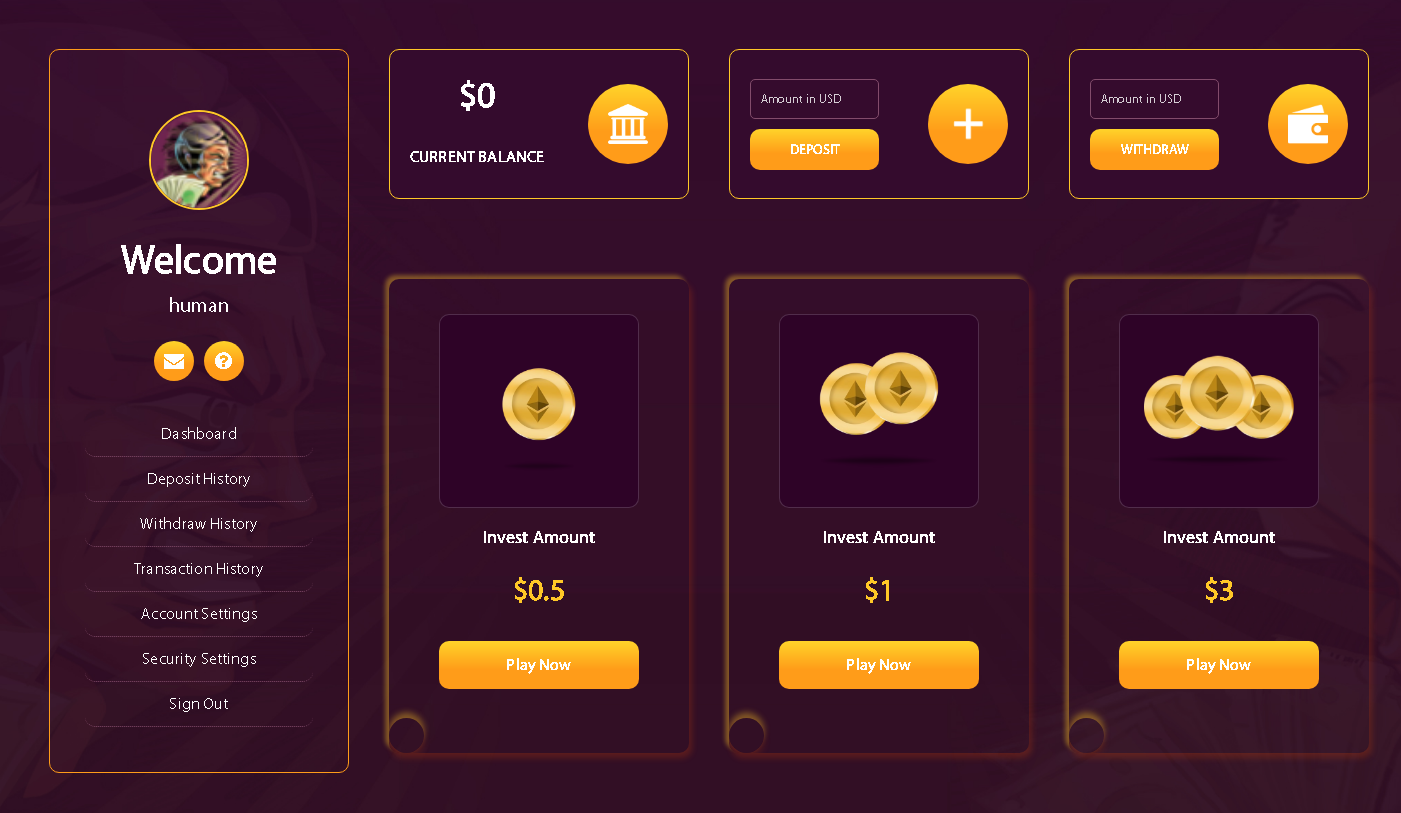 Welcome
human
Dashboard
Deposit History
Withdraw History
Transaction History
Account Settings
Security Settings
Sign Out
$0
CURRENT BALANCE
Amount in USD
DEPOSIT
Amount in USD
WITHDRAW
Invest Amount
$0.5
Play Now
Invest Amount
$1
Play Now
Invest Amount
$3
Play Now